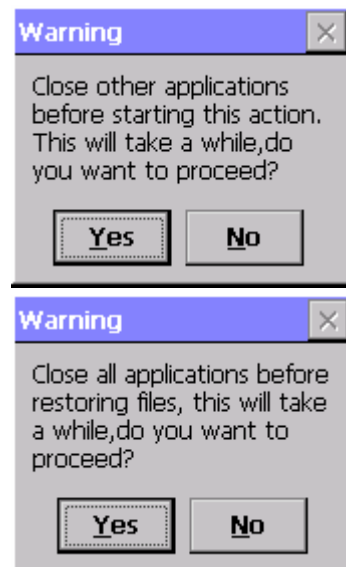 Warning
Close other applications
before starting this action.
This will take a while,do
you want to proceed?
Yes No
Warning
Close all applications before
restoring files, this will take
a while,do you want to
proceed?
Yes No